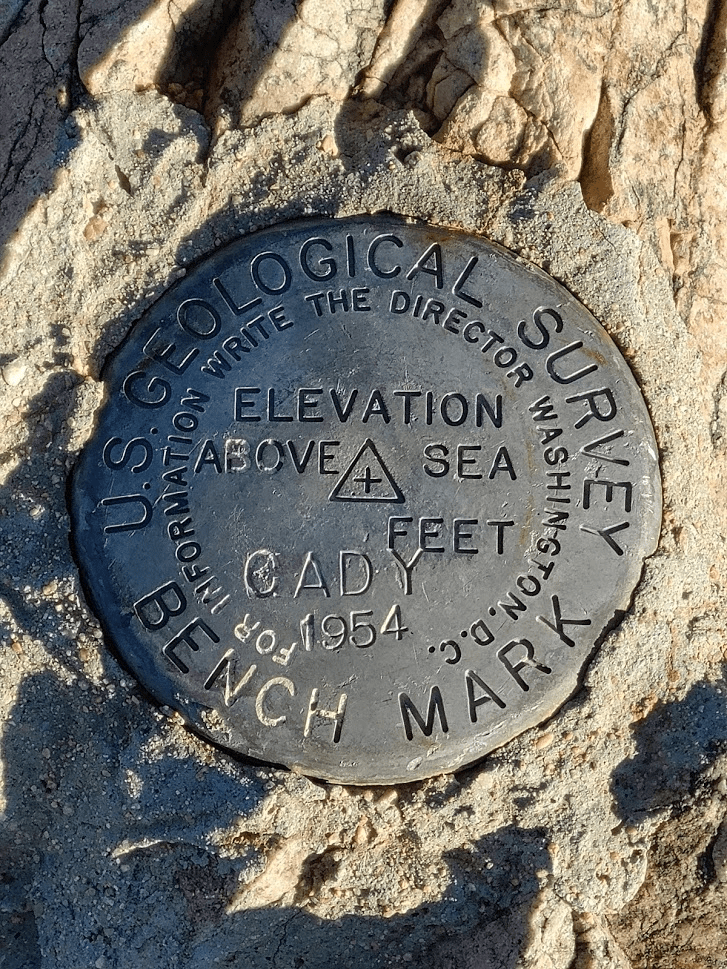 U.S. GEOLOGICAL SURVEY
FOR INFORMATION WRITE THE DIRECTOR WASHINGTON, D.C.
ELEVATION
ABOVE SEA
FEET
CADY
1954
BENCH MARK